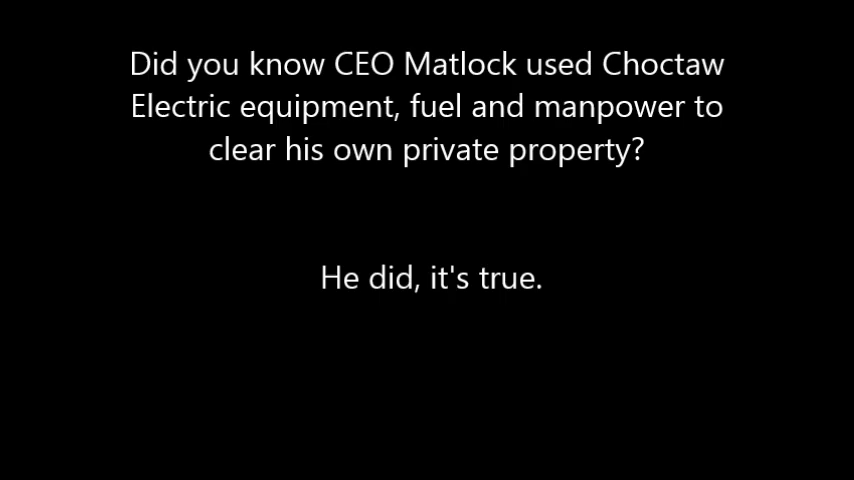 Did you know CEO Matlock used Choctaw
Electric equipment, fuel and manpower to
clear his own private property?
He did, it's true.